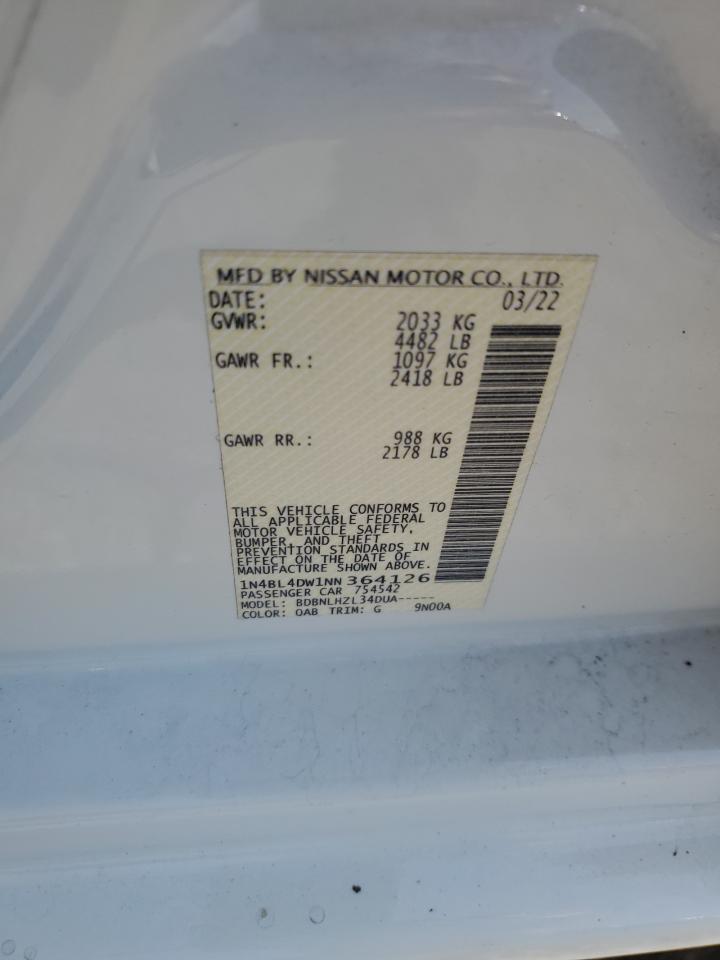 MFD BY NISSAN MOTOR CO., LTD.
DATE: 03/22
GVWR: 2033 KG
4482 LB
GAWR FR.: 1097 KG
2418 LB
GAWR RR.: 988 KG
2178 LB
THIS VEHICLE CONFORMS TO
ALL APPLICABLE FEDERAL
MOTOR VEHICLE SAFETY,
BUMPER, AND THEFT
PREVENTION STANDARDS IN
EFFECT ON THE DATE OF
MANUFACTURE SHOWN ABOVE.
1N4BL4DW1NN364126
PASSENGER CAR 754542
MODEL: BDBNLHZL34DUA-----
COLOR: QAB TRIM: G 9N00A